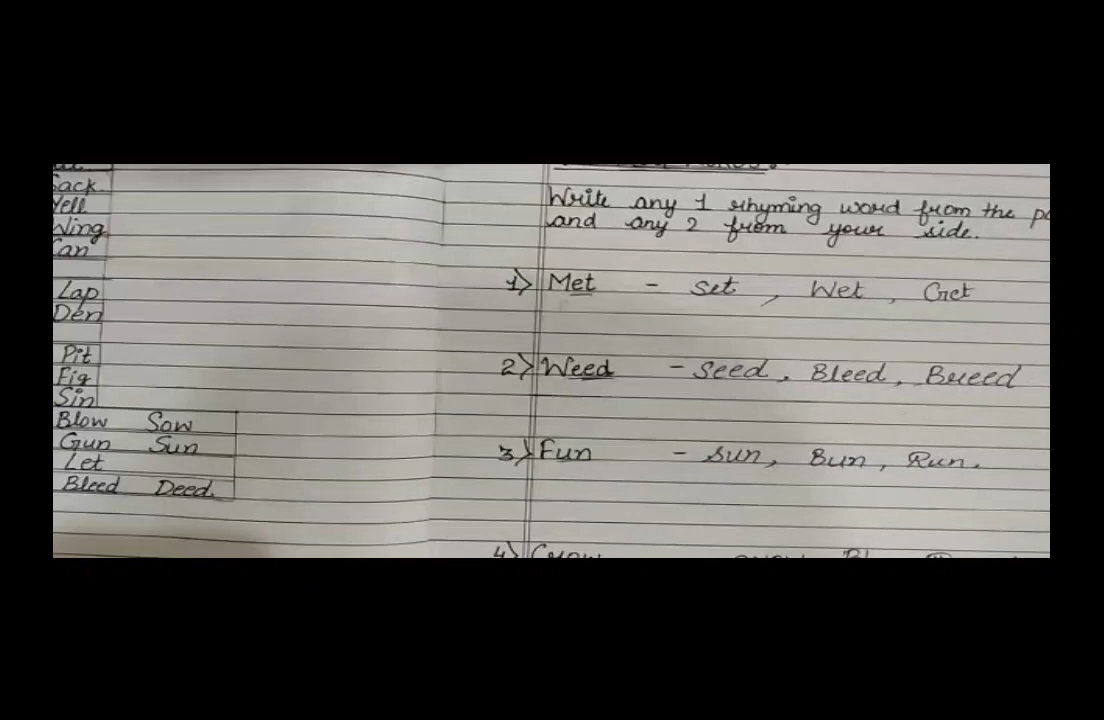 Sack
Yell
Wing
Can
Lap
Den
Pit
Fig
Sin
Blow Sow
Gun Sun
Let
Bleed Deed.
Write any 1 rhyming word from the
and any 2 from your side.
1) Met - set, Wet, Get
2) Weed - Seed, Bleed, Breed
3) Fun - Sun, Bun, Run.
4)